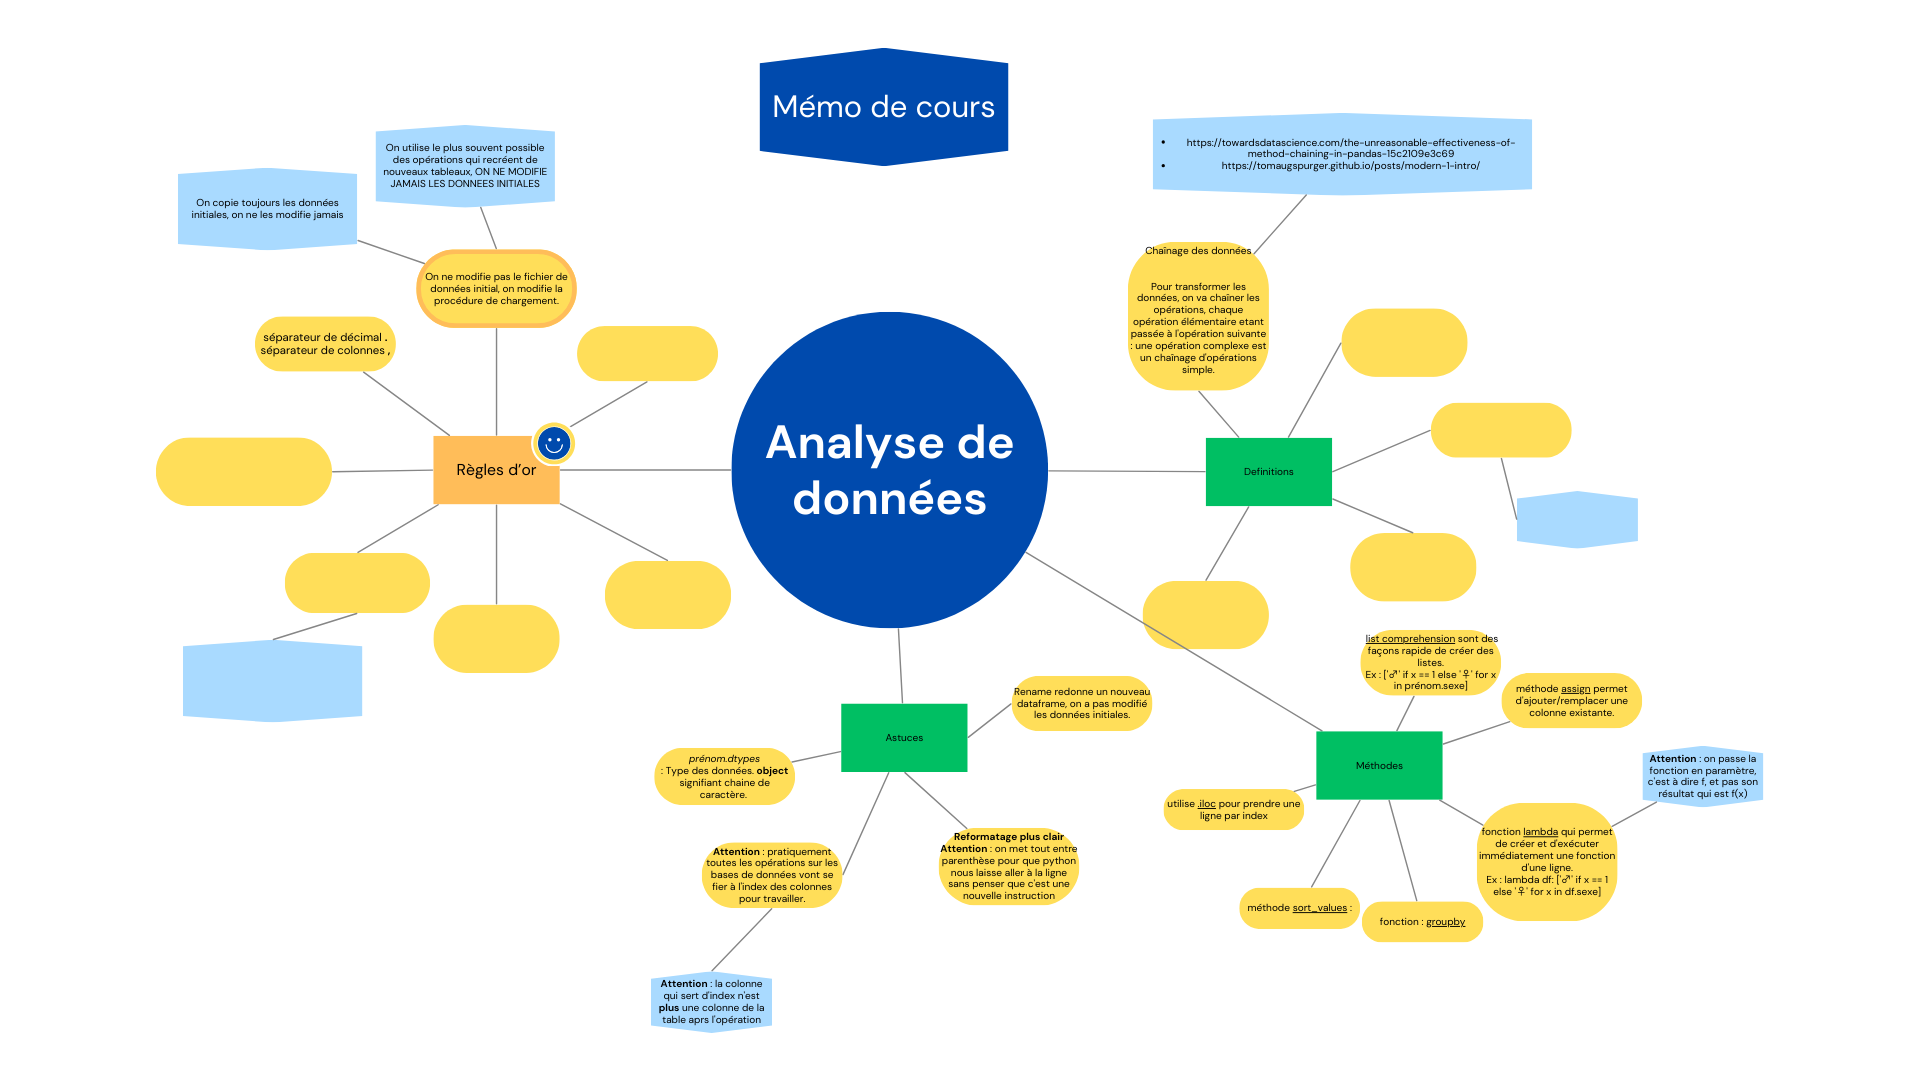 Mémo de cours
On utilise le plus souvent possible
des opérations qui recréent de
nouveaux tableaux, ON NE MODIFIE
JAMAIS LES DONNEES INITIALES
On copie toujours les données
initiales, on ne les modifie jamais
On ne modifie pas le fichier de
données initial, on modifie la
procédure de chargement.
séparateur de décimal .
séparateur de colonnes ,
Règles d’or
Analyse de
données
• https://towardsdatascience.com/the-unreasonable-effectiveness-of-
method-chaining-in-pandas-15c2109e3c69
• https://tomaugspurger.github.io/posts/modern-1-intro/
Chaînage des données
Pour transformer les
données, on va chaîner les
opérations, chaque
opération élémentaire etant
passée à l'opération suivante
: une opération complexe est
un chaînage d'opérations
simple.
Definitions
Astuces
Rename redonne un nouveau
dataframe, on a pas modifié
les données initiales.
prénom.dtypes
: Type des données. object
signifiant chaine de
caractère.
Attention : pratiquement
toutes les opérations sur les
bases de données vont se
fier à l'index des colonnes
pour travailler.
Attention : la colonne
qui sert d'index n'est
plus une colonne de la
table aprs l'opération
Reformatage plus clair
Attention : on met tout entre
parenthèse pour que python
nous laisse aller à la ligne
sans penser que c'est une
nouvelle instruction
Méthodes
list comprehension sont des
façons rapide de créer des
listes.
Ex : ['♂' if x == 1 else '♀' for x
in prénom.sexe]
méthode assign permet
d'ajouter/remplacer une
colonne existante.
Attention : on passe la
fonction en paramètre,
c'est à dire f, et pas son
résultat qui est f(x)
utilise .iloc pour prendre une
ligne par index
fonction lambda qui permet
de créer et d'exécuter
immédiatement une fonction
d'une ligne.
Ex : lambda df: ['♂' if x == 1
else '♀' for x in df.sexe]
méthode sort_values :
fonction : groupby